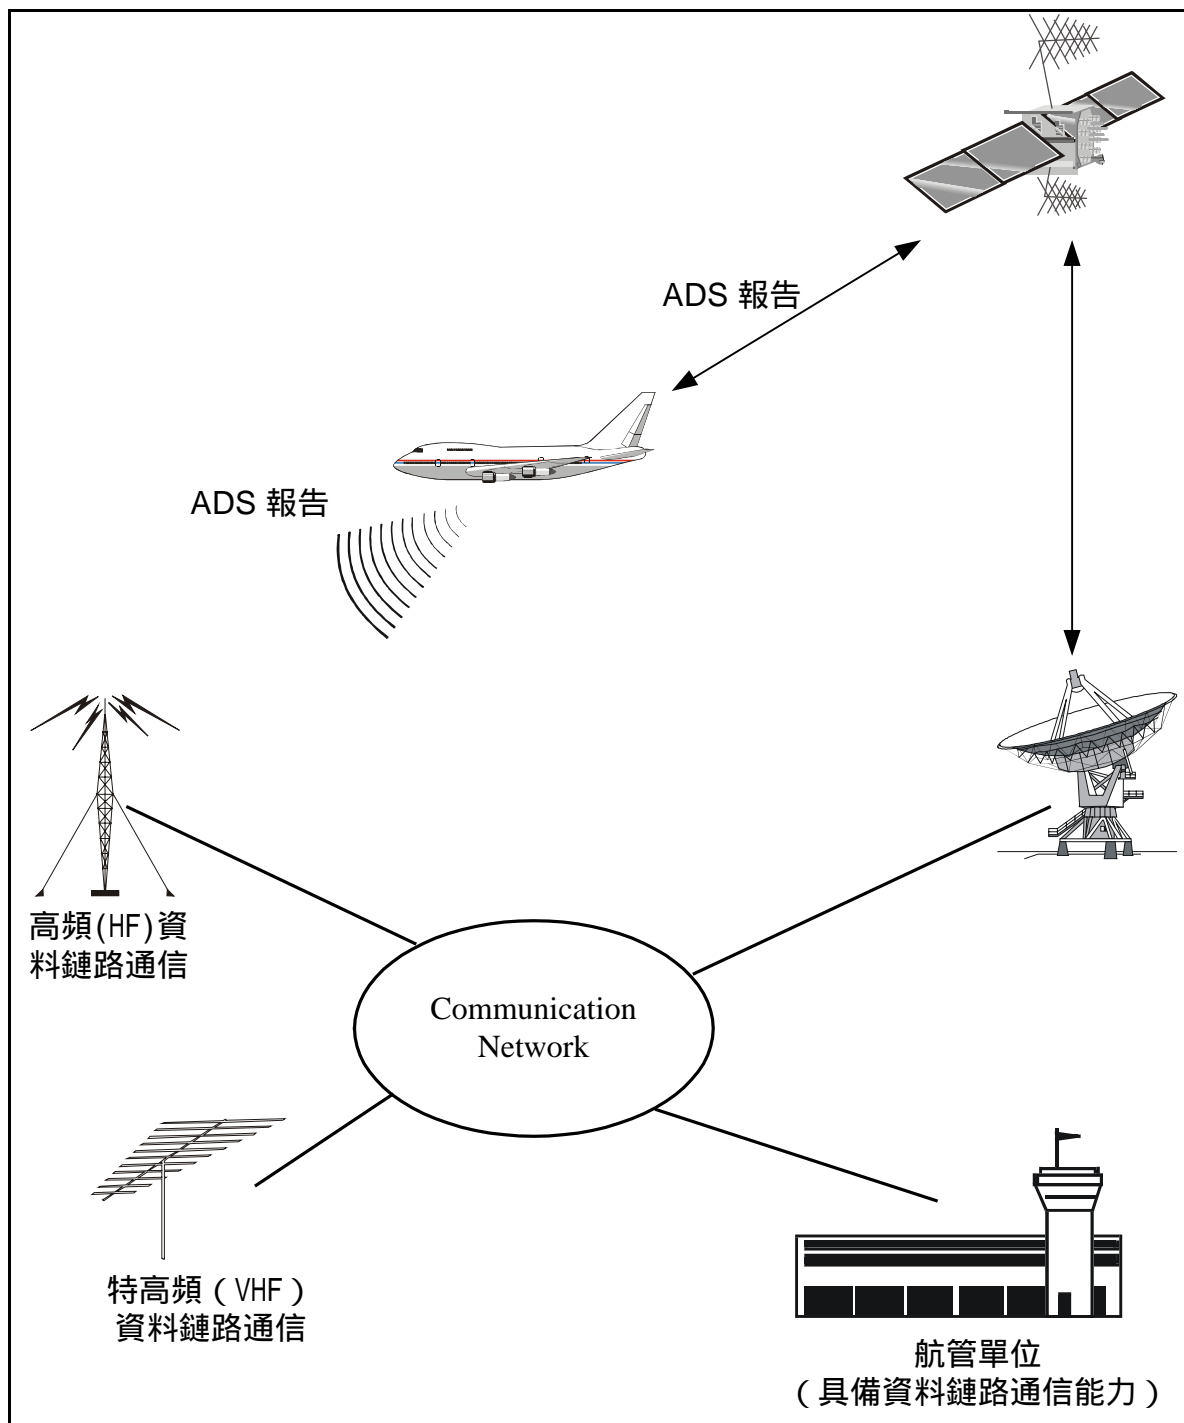 ADS 報告
ADS 報告
高頻(HF)資
料鏈路通信
Communication
Network
特高頻（VHF）
資料鏈路通信
航管單位
（具備資料鏈路通信能力）